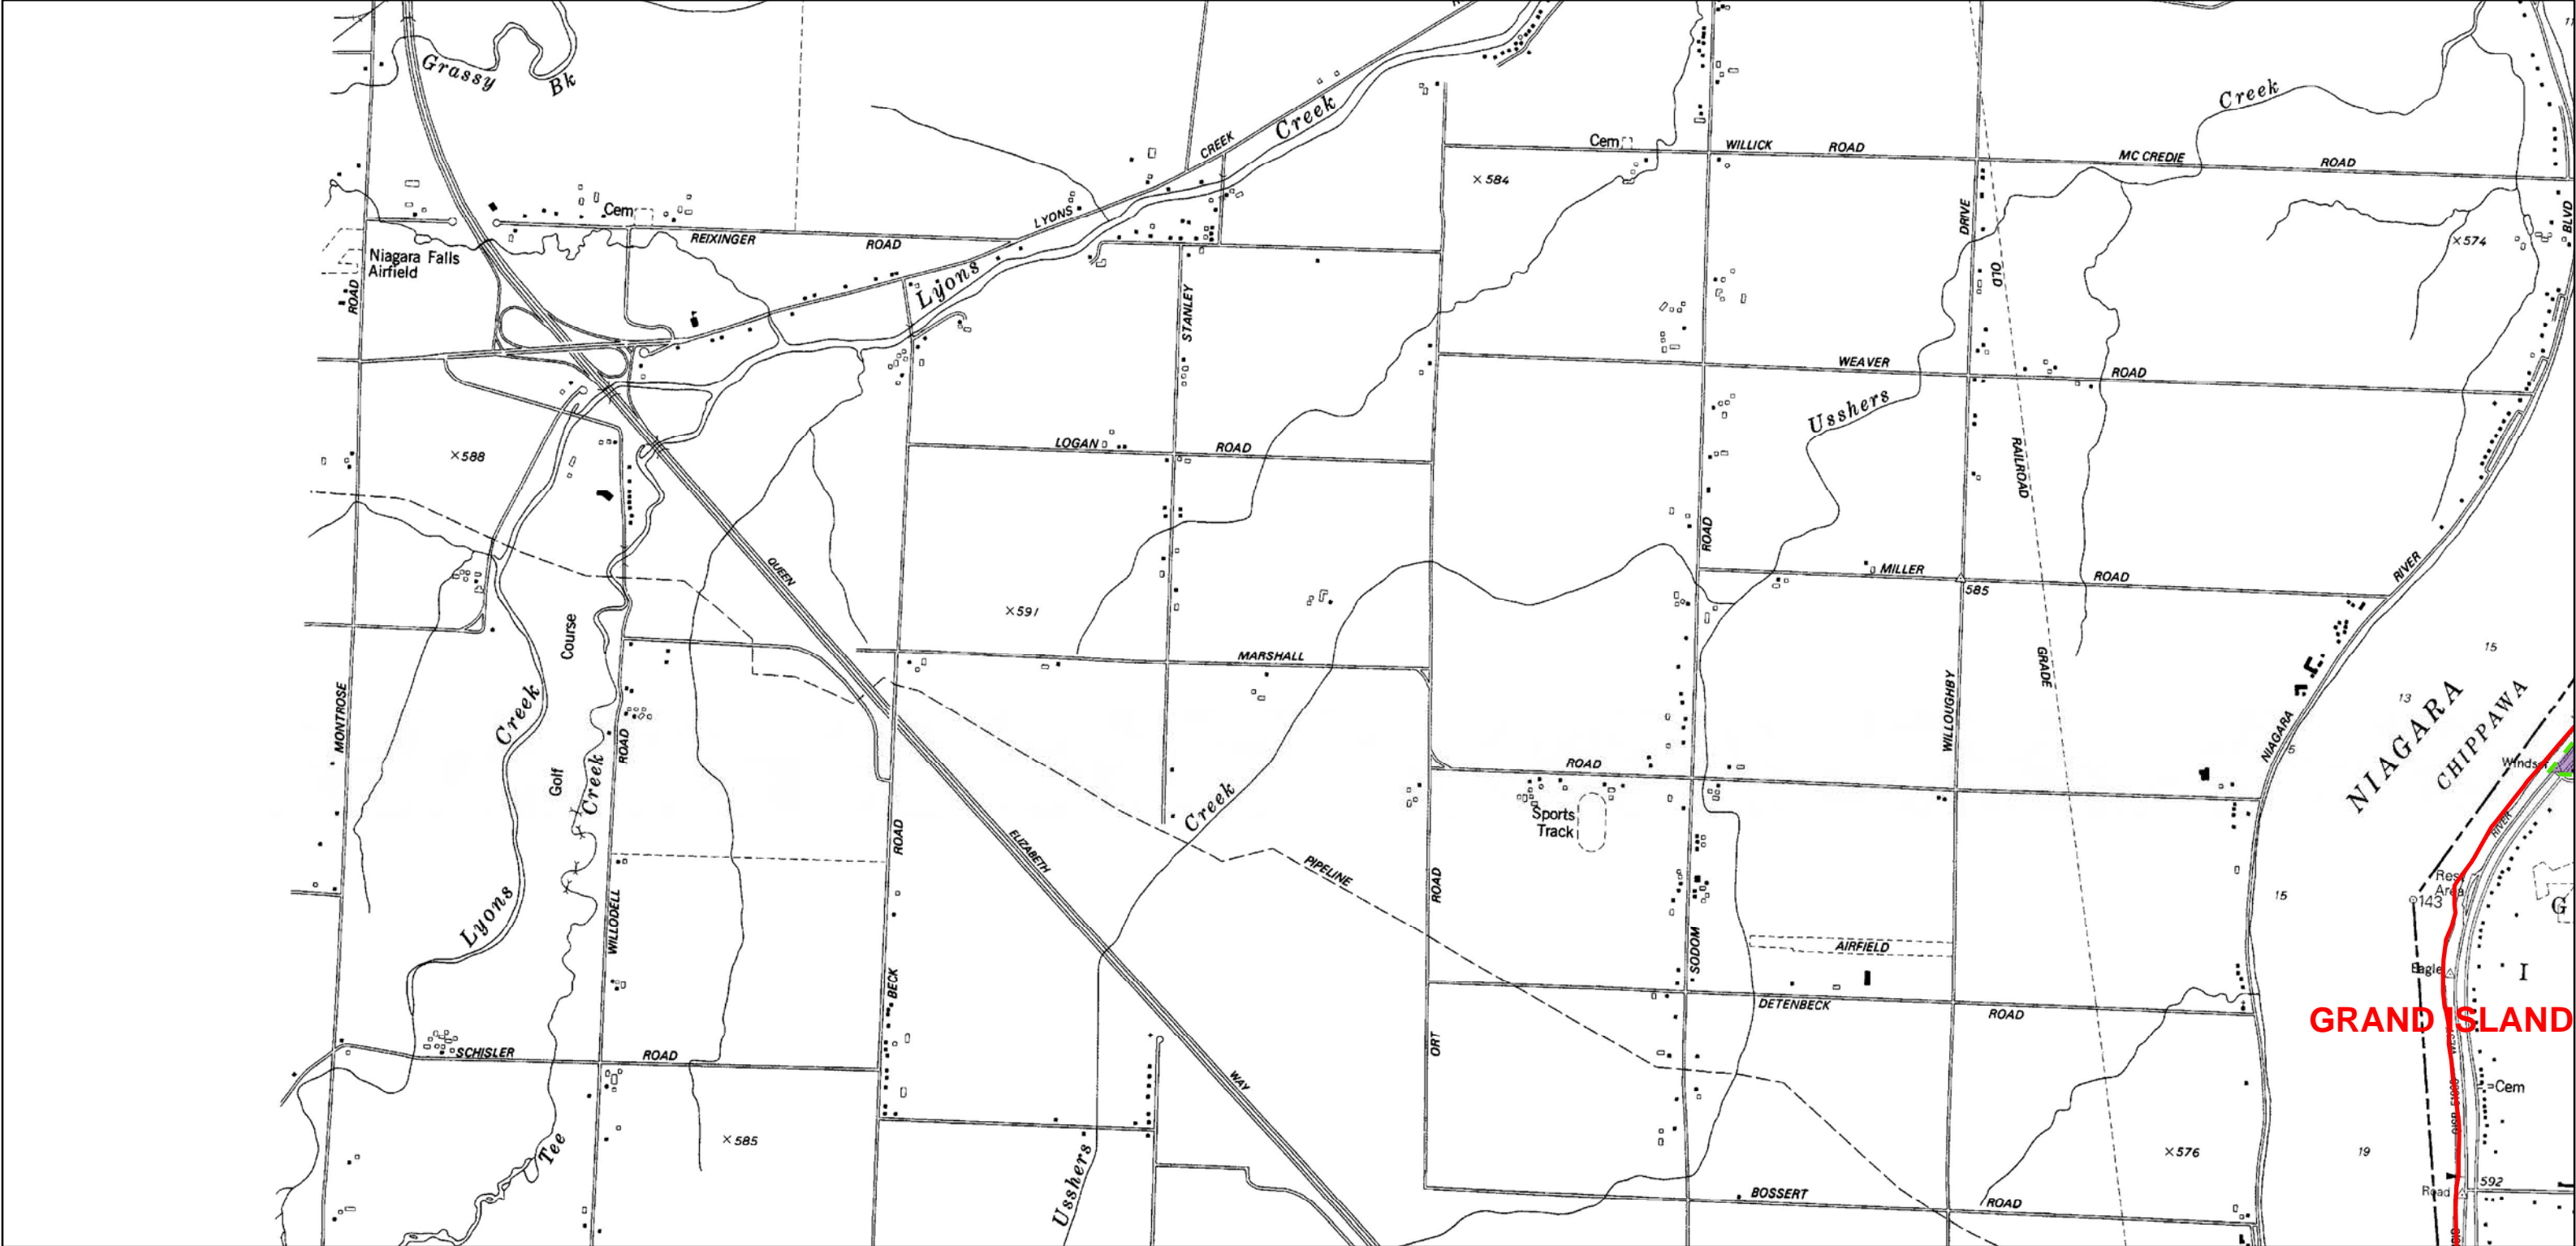 Grassy
Bk
Creek
CREEK
Cem
WILLICK ROAD
MC CREDIE ROAD
×584
Creek
Cem
LYONS
REIXINGER ROAD
DRIVE
BLVD
×574
Niagara Falls
Airfield
ROAD
Lyons
STANLEY
OLD
WEAVER ROAD
Usshers
LOGAN ROAD
×588
RAILROAD
ROAD
QUEEN
MILLER ROAD
585
RIVER
×591
Course
MARSHALL
GRADE
15
MONTROSE
Creek
WILLOUGHBY
13
NIAGARA
CHIPPAWA
NIAGARA
5
ROAD
Golf
Creek
ROAD
Creek
Sports
Track
RIVER
ELIZABETH
ROAD
PIPELINE
ROAD
Area
143
15
G
Lyons
WILLODELL
SODOM
AIRFIELD
Eagle
I
BECK
DETENBECK ROAD
GRAND ISLAND
SCHISLER ROAD
ORT
WAY
Cem
×585
Tee
×576
19
592
Usshers
BOSSERT ROAD
Road